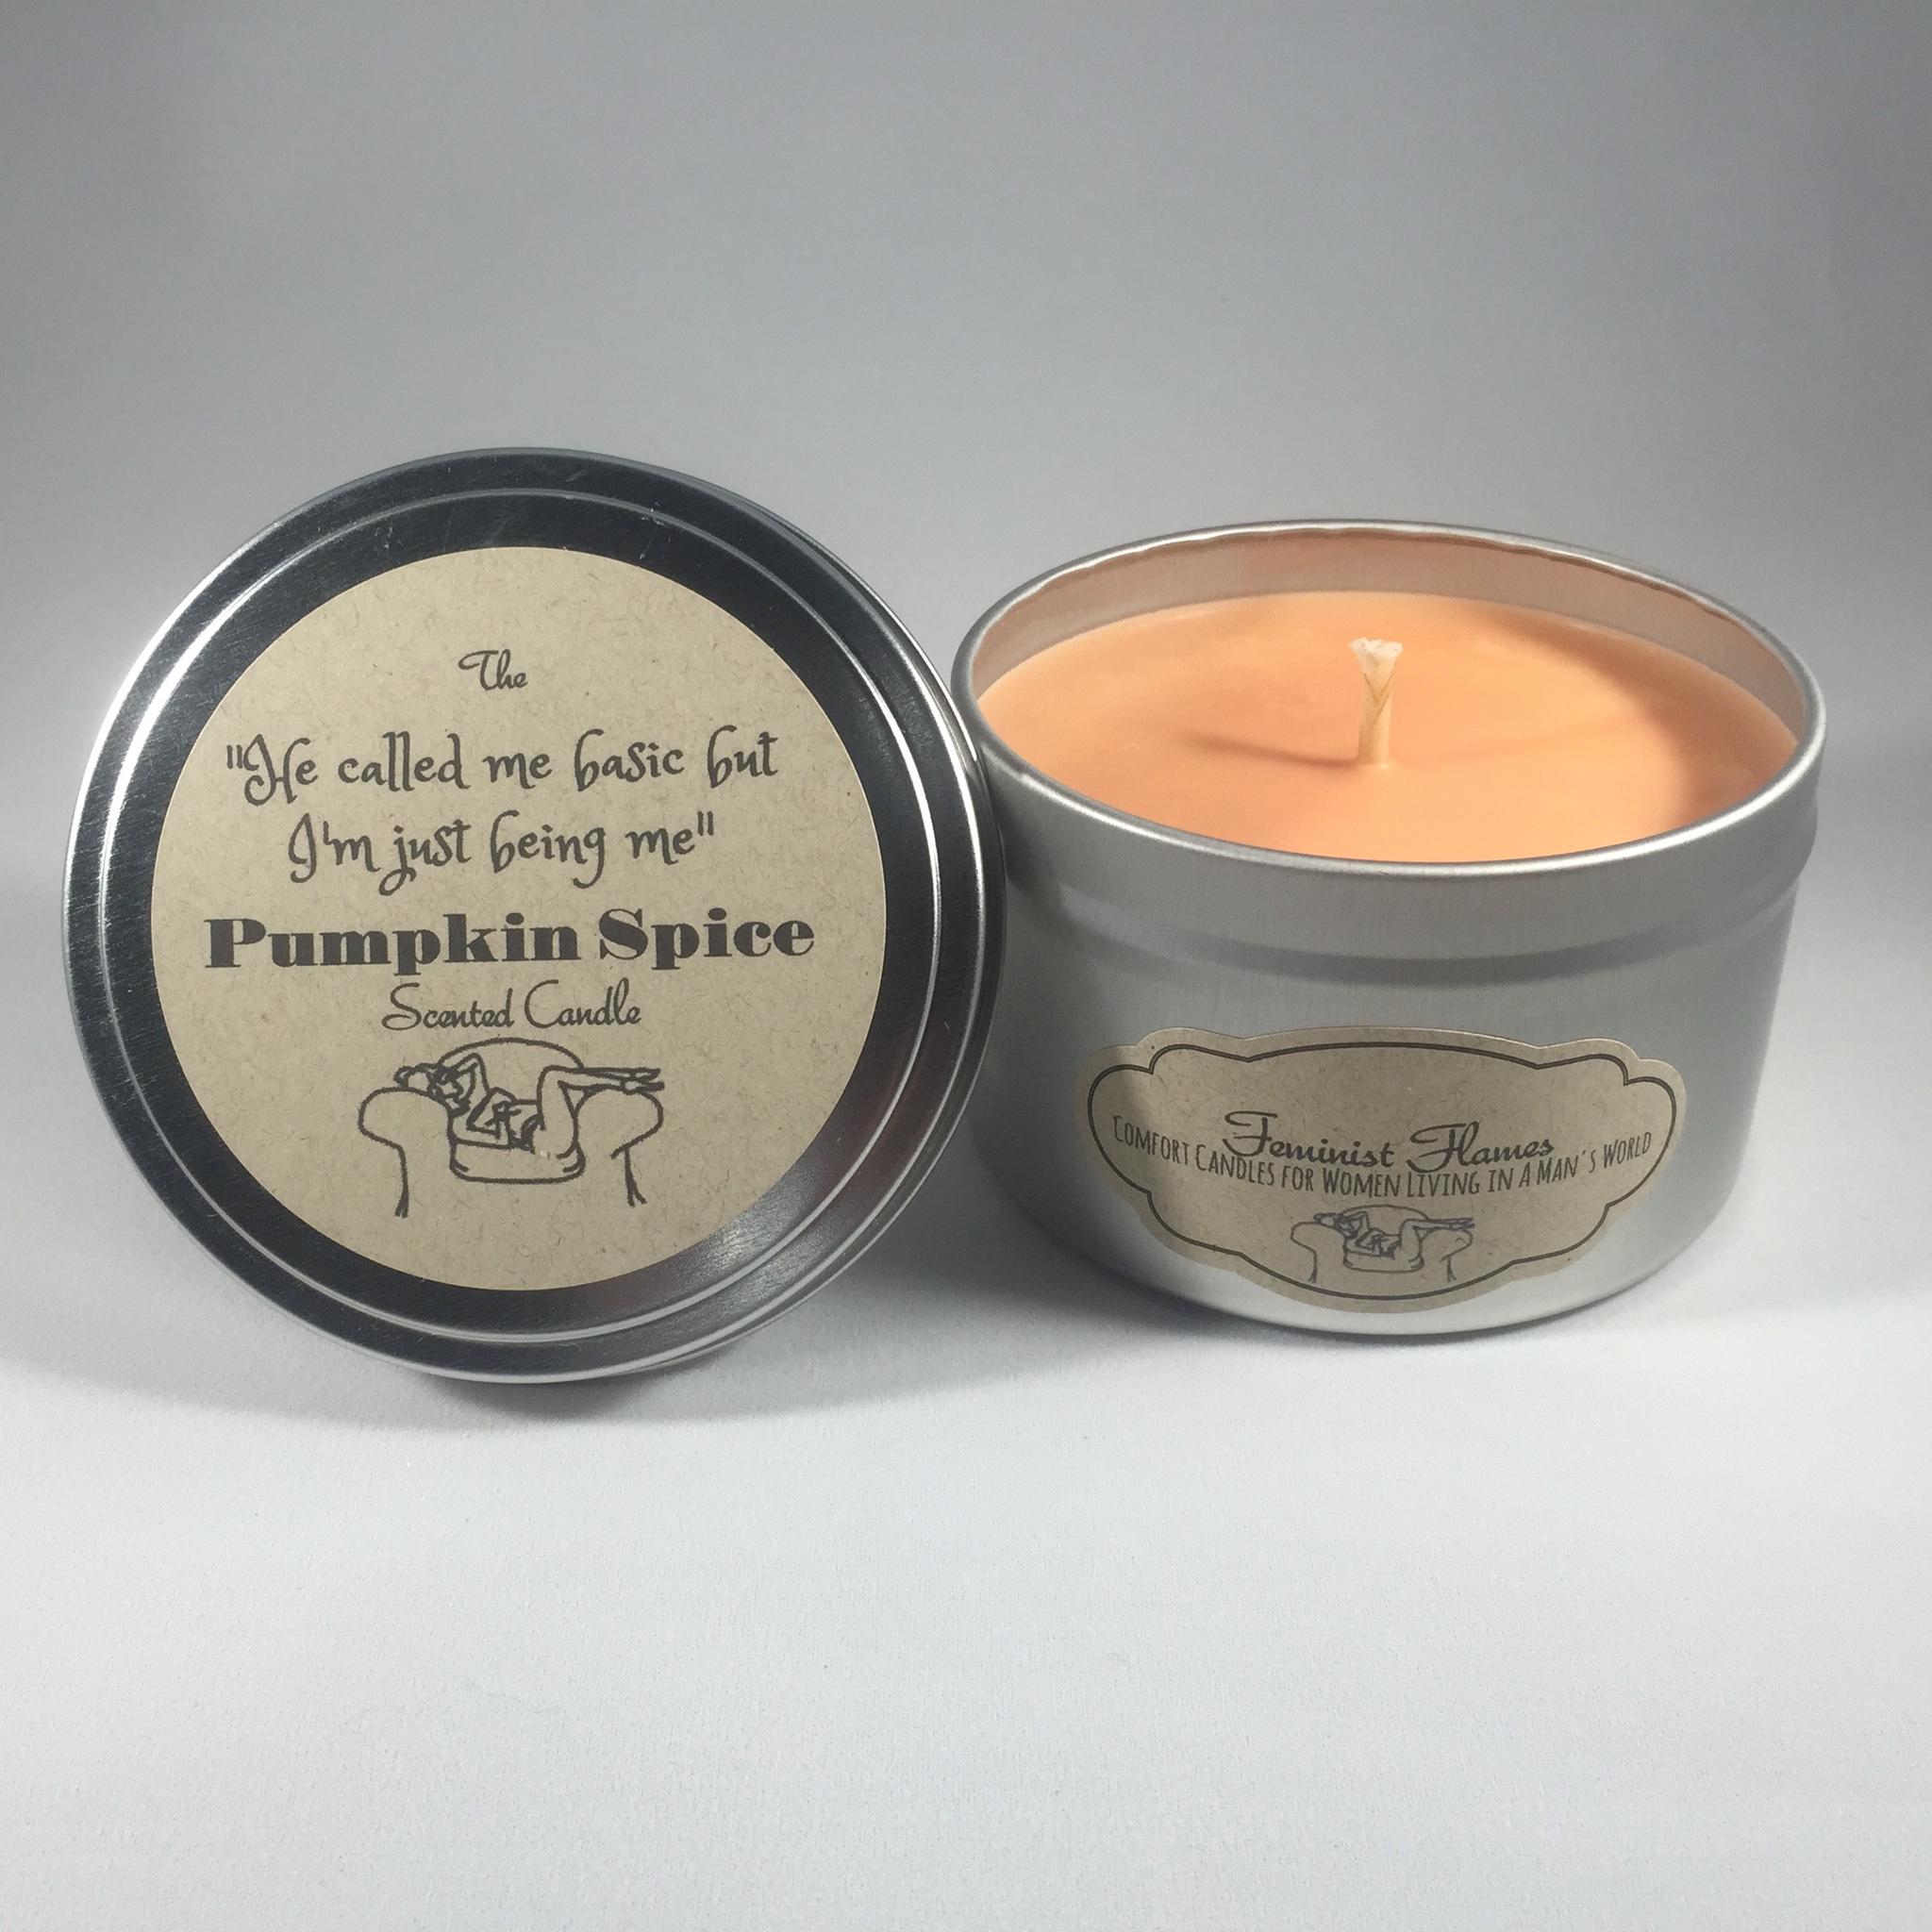 The
"He called me basic but
I'm just being me"
Pumpkin Spice
Scented Candle
Feminist Flames
Comfort Candles for Women Living in A Man's World